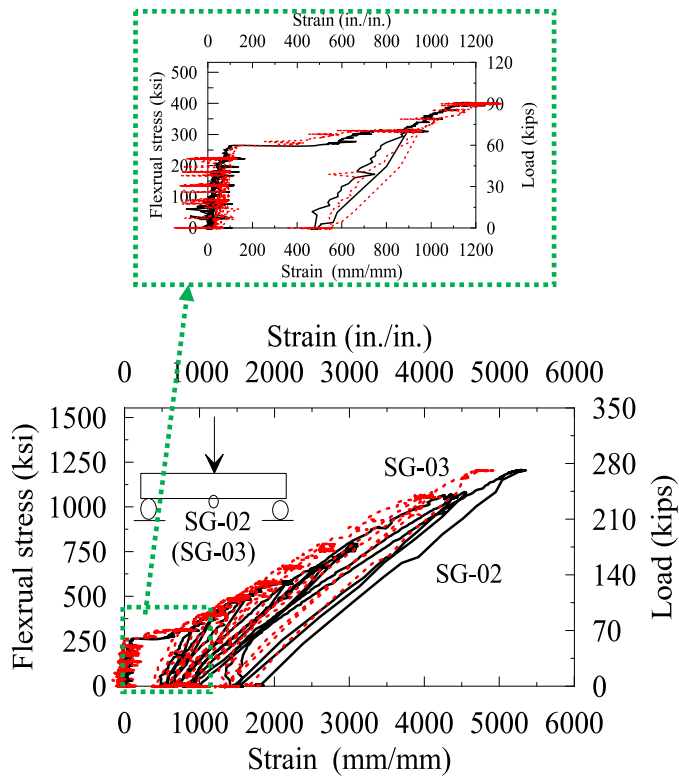 Strain (in./in.)
0 200 400 600 800 1000 1200
500
400
300
200
100
0
Flexrual stress (ksi)
120
90
60
30
0
Load (kips)
0 200 400 600 800 1000 1200
Strain (mm/mm)
Strain (in./in.)
0 1000 2000 3000 4000 5000 6000
1500
1250
1000
750
500
250
0
Flexrual stress (ksi)
350
280
210
140
70
0
Load (kips)
SG-03
SG-02
(SG-03)
SG-02
0 1000 2000 3000 4000 5000 6000
Strain (mm/mm)